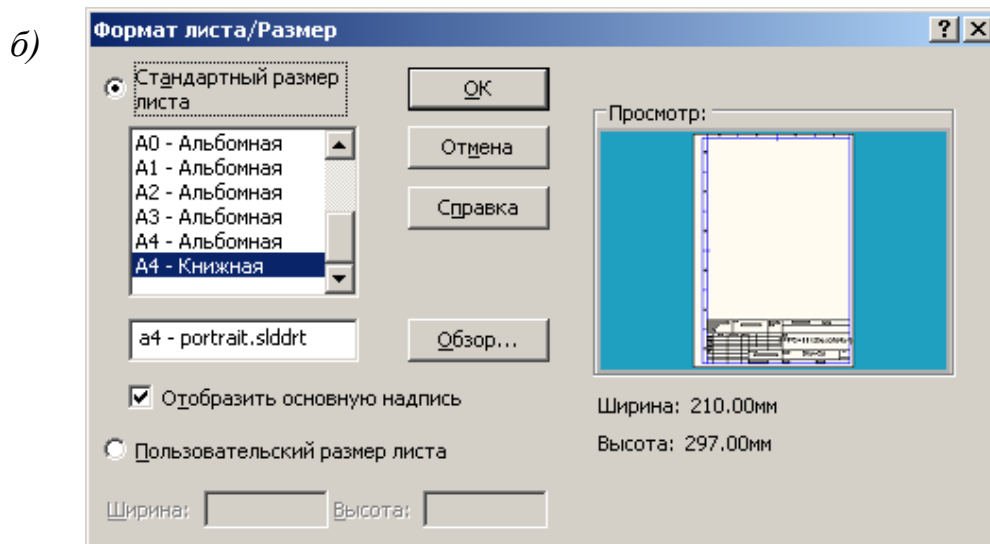 б)
Формат листа/Размер
Стандартный размер
листа
A0 - Альбомная
A1 - Альбомная
A2 - Альбомная
A3 - Альбомная
A4 - Альбомная
A4 - Книжная
a4 - portrait.slddrt
Отобразить основную надпись
Пользовательский размер листа
Ширина: Высота:
OK
Отмена
Справка
Обзор...
Просмотр:
Ширина: 210.00мм
Высота: 297.00мм